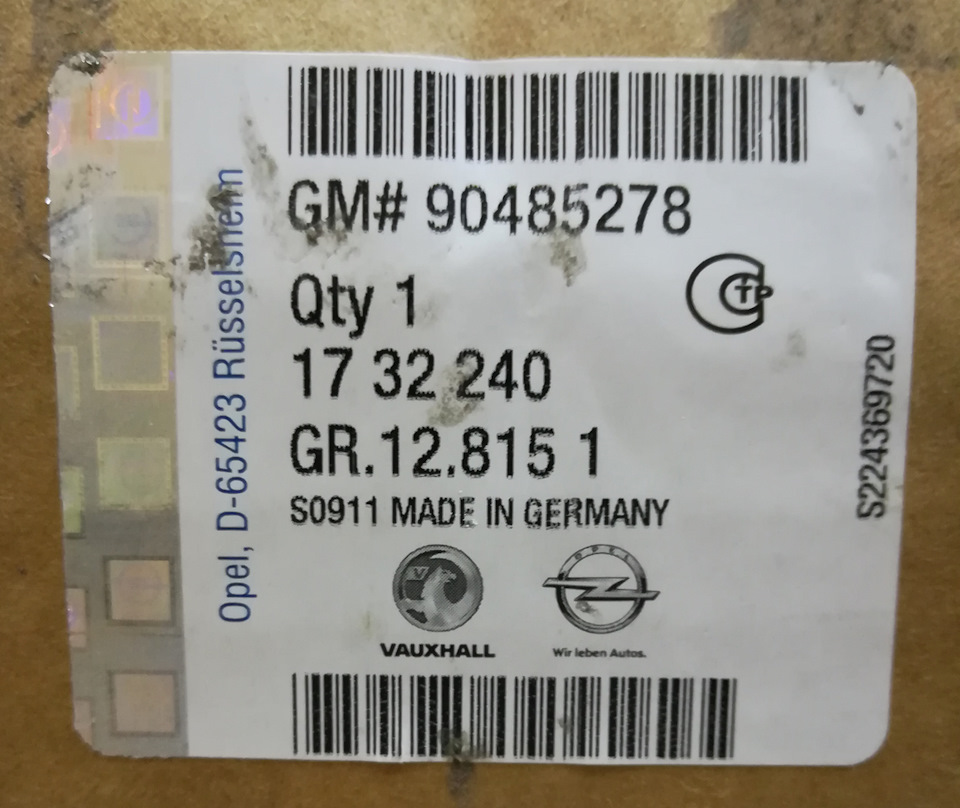 GM# 90485278
Qty 1
17 32 240
GR.12.815 1
S0911 MADE IN GERMANY
VAUXHALL
OPEL
Wir leben Autos.
Opel, D-65423 Rüsselsheim
S224369720